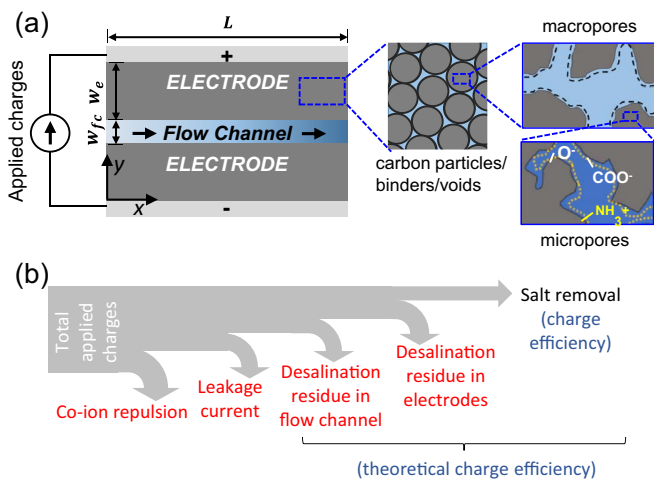 (a)
L
+
Applied charges
w_e
ELECTRODE
w_fc
Flow Channel
y
ELECTRODE
x
-
carbon particles/
binders/voids
macropores
O-
COO-
NH3+
micropores
(b)
Total
applied
charges
Salt removal
(charge
efficiency)
Co-ion repulsion
Leakage
current
Desalination
residue in
flow channel
Desalination
residue in
electrodes
(theoretical charge efficiency)